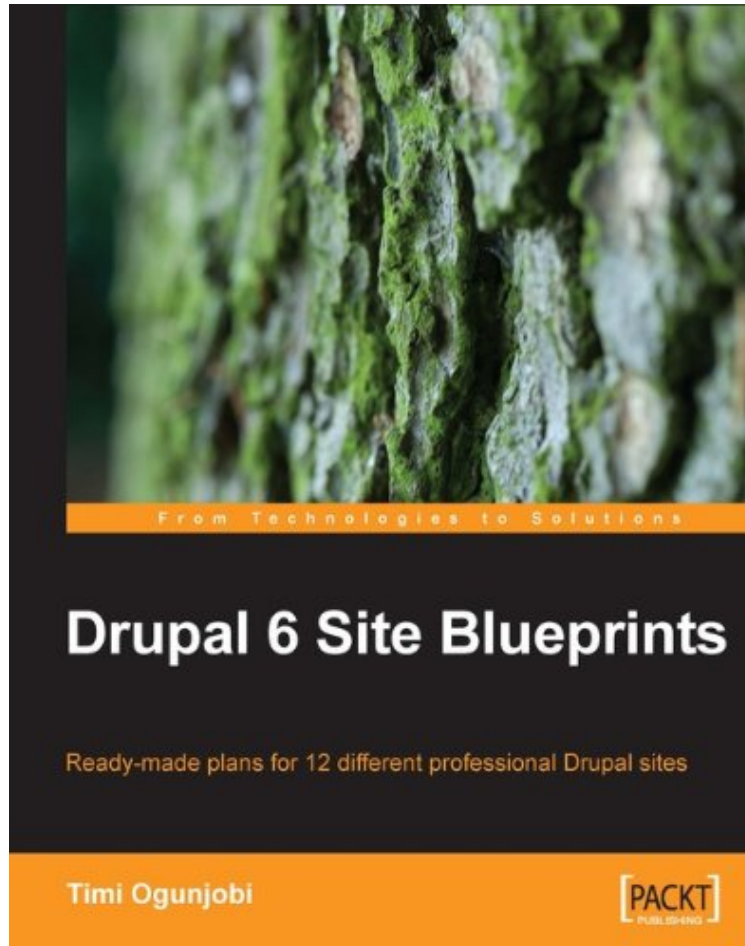 From Technologies to Solutions
Drupal 6 Site Blueprints
Ready-made plans for 12 different professional Drupal sites
Timi Ogunjobi
[PACKT]
PUBLISHING